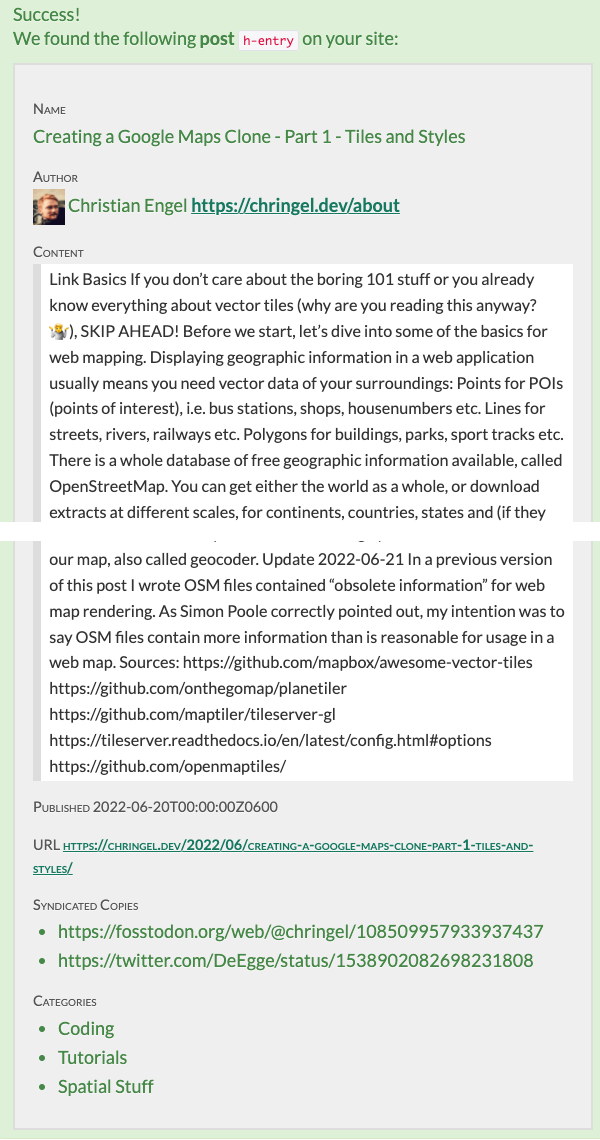 Success!
We found the following post h-entry on your site:
Name
Creating a Google Maps Clone - Part 1 - Tiles and Styles
Author
Christian Engel https://chringel.dev/about
Content
Link Basics If you don’t care about the boring 101 stuff or you already
know everything about vector tiles (why are you reading this anyway?
🤷), SKIP AHEAD! Before we start, let’s dive into some of the basics for
web mapping. Displaying geographic information in a web application
usually means you need vector data of your surroundings: Points for POIs
(points of interest), i.e. bus stations, shops, housenumbers etc. Lines for
streets, rivers, railways etc. Polygons for buildings, parks, sport tracks etc.
There is a whole database of free geographic information available, called
OpenStreetMap. You can get either the world as a whole, or download
extracts at different scales, for continents, countries, states and (if they
our map, also called geocoder. Update 2022-06-21 In a previous version
of this post I wrote OSM files contained “obsolete information” for web
map rendering. As Simon Poole correctly pointed out, my intention was to
say OSM files contain more information than is reasonable for usage in a
web map. Sources: https://github.com/mapbox/awesome-vector-tiles
https://github.com/onthegomap/planetiler
https://github.com/maptiler/tileserver-gl
https://tileserver.readthedocs.io/en/latest/config.html#options
https://github.com/openmaptiles/
Published 2022-06-20T00:00:00Z0600
URL https://chringel.dev/2022/06/creating-a-google-maps-clone-part-1-tiles-and-
styles/
Syndicated Copies
• https://fosstodon.org/web/@chringel/108509957933937437
• https://twitter.com/DeEgge/status/1538902082698231808
Categories
• Coding
• Tutorials
• Spatial Stuff